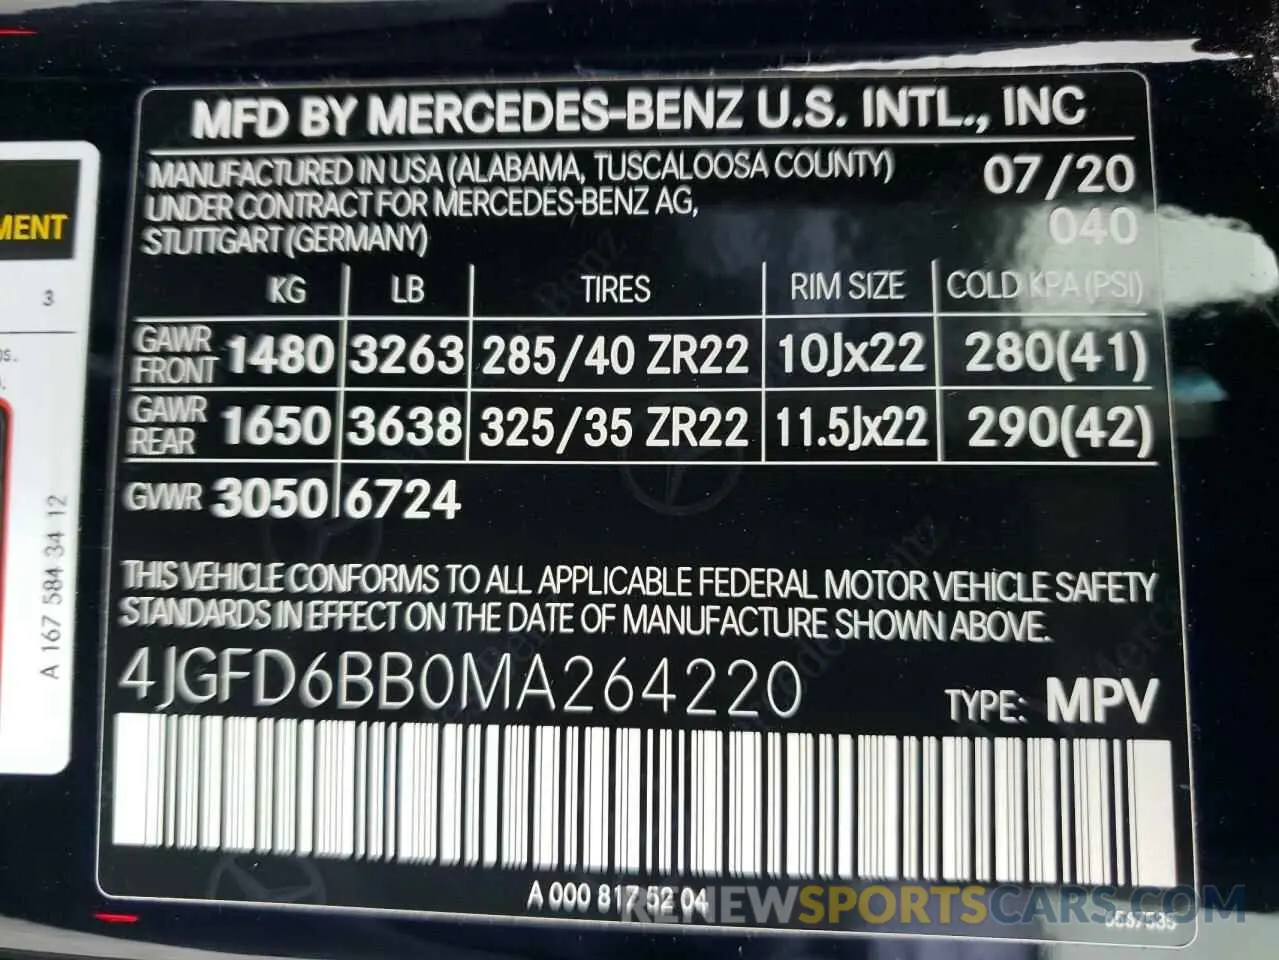 MFD BY MERCEDES-BENZ U.S. INTL., INC
MANUFACTURED IN USA (ALABAMA, TUSCALOOSA COUNTY) 07/20
UNDER CONTRACT FOR MERCEDES-BENZ AG, 040
STUTTGART (GERMANY)
KG LB TIRES RIM SIZE COLD KPA (PSI)
GAWR FRONT 1480 3263 285/40 ZR22 10Jx22 280(41)
GAWR REAR 1650 3638 325/35 ZR22 11.5Jx22 290(42)
GVWR 3050 6724
THIS VEHICLE CONFORMS TO ALL APPLICABLE FEDERAL MOTOR VEHICLE SAFETY
STANDARDS IN EFFECT ON THE DATE OF MANUFACTURE SHOWN ABOVE.
4JGFD6BB0MA264220 TYPE: MPV
A 000 817 52 04
RENEWSPORTSCARS.COM
MENT
3
A 167 584 34 12